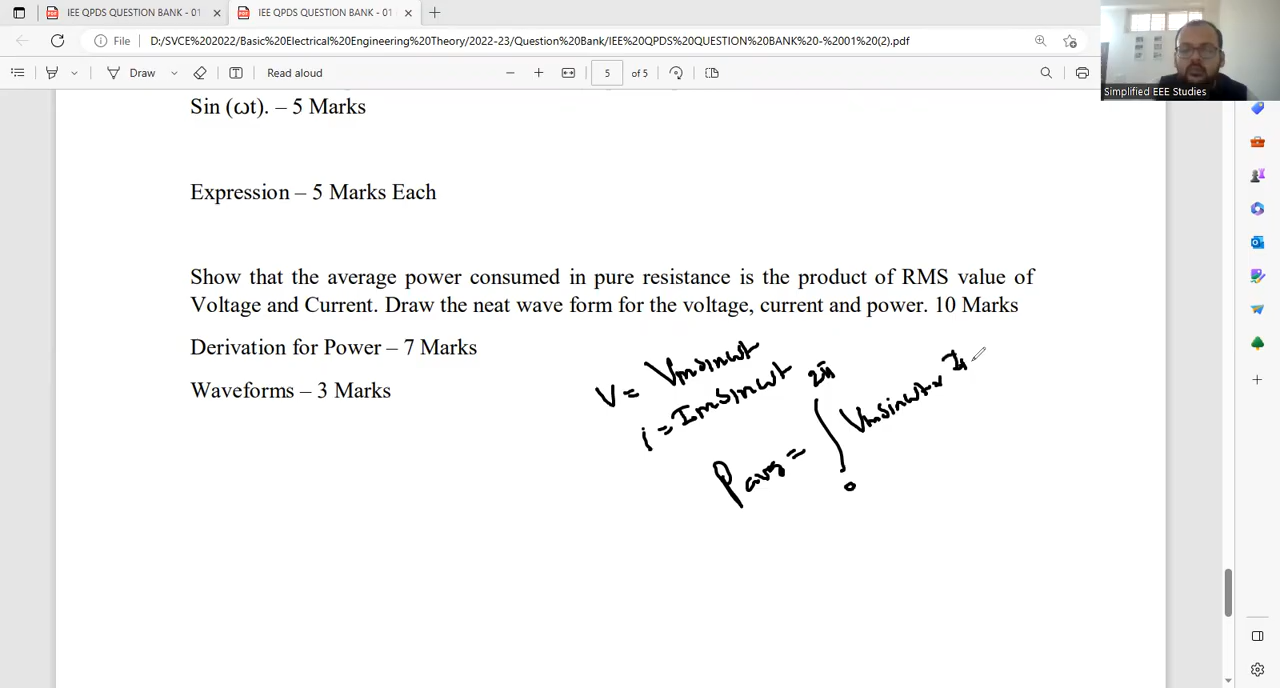 IEE QPDS QUESTION BANK - 01
IEE QPDS QUESTION BANK - 01
File
D:/SVCE%202022/Basic%20Electrical%20Engineering%20Theory/2022-23/Question%20Bank/IEE%20QPDS%20QUESTION%20BANK%20-%2001%20(2).pdf
Draw
Read aloud
5 of 5
Simplified EEE Studies
Sin (ωt). – 5 Marks
Expression – 5 Marks Each
Show that the average power consumed in pure resistance is the product of RMS value of
Voltage and Current. Draw the neat wave form for the voltage, current and power. 10 Marks
Derivation for Power – 7 Marks
Waveforms – 3 Marks
V = Vmsinωt
i = Imsinωt
Pavg = ∫ 2π 0 Vmsinωt x